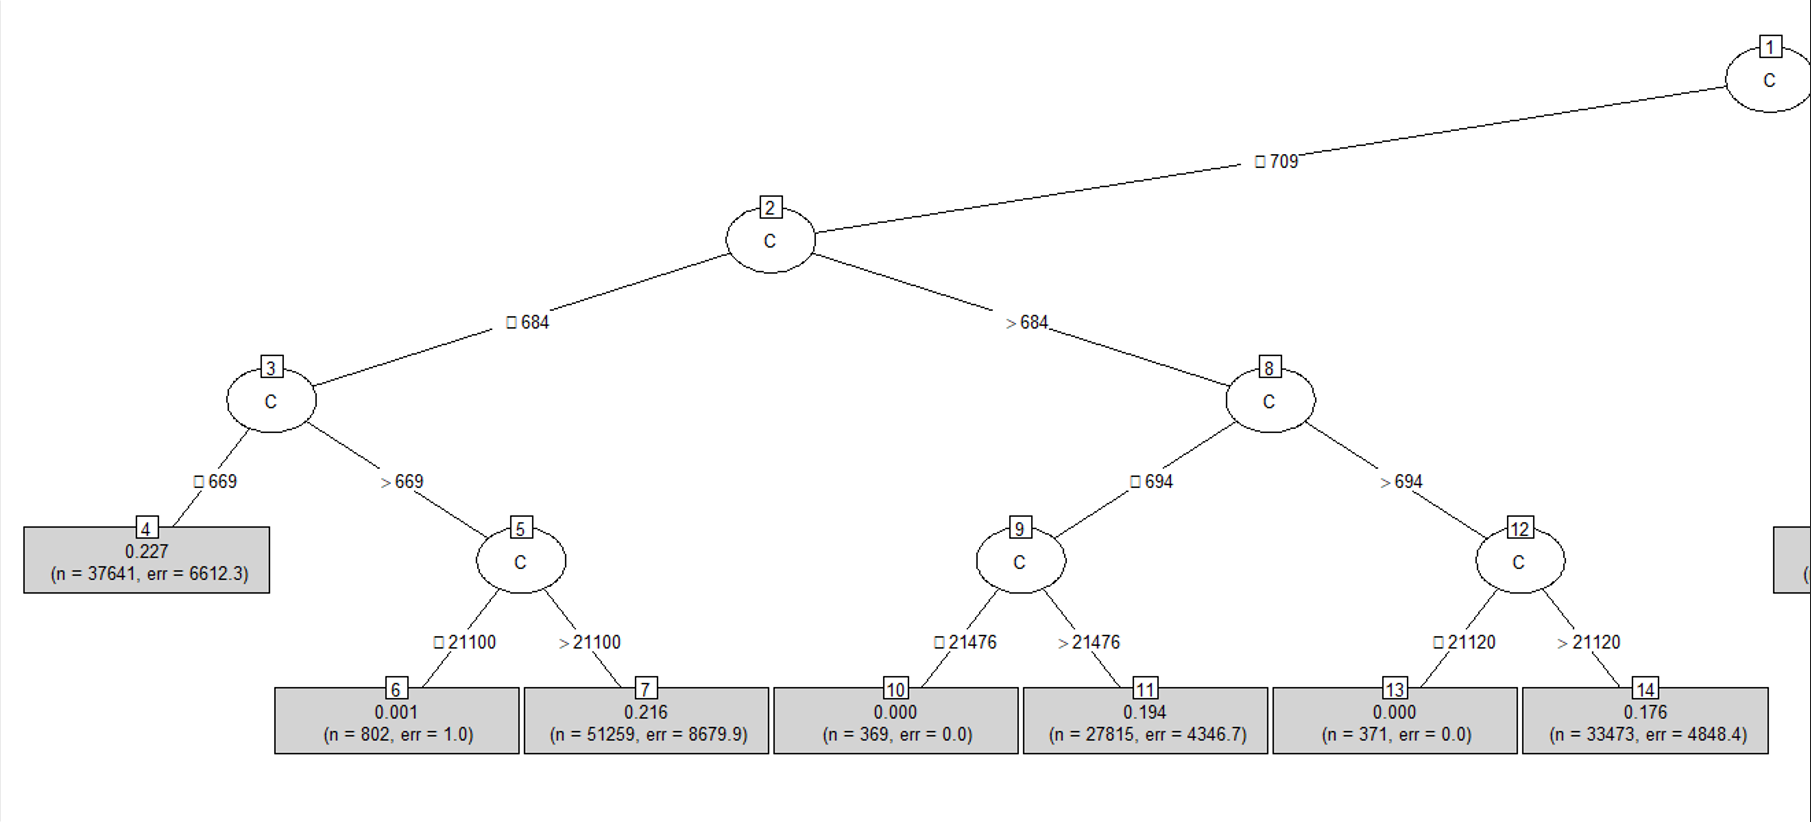 1
C
□ 709
2
C
□ 684
> 684
3
C
8
C
□ 669
> 669
□ 694
> 694
4
0.227
(n = 37641, err = 6612.3)
5
C
9
C
12
C
(
□ 21100
> 21100
□ 21476
> 21476
□ 21120
> 21120
6
0.001
(n = 802, err = 1.0)
7
0.216
(n = 51259, err = 8679.9)
10
0.000
(n = 369, err = 0.0)
11
0.194
(n = 27815, err = 4346.7)
13
0.000
(n = 371, err = 0.0)
14
0.176
(n = 33473, err = 4848.4)